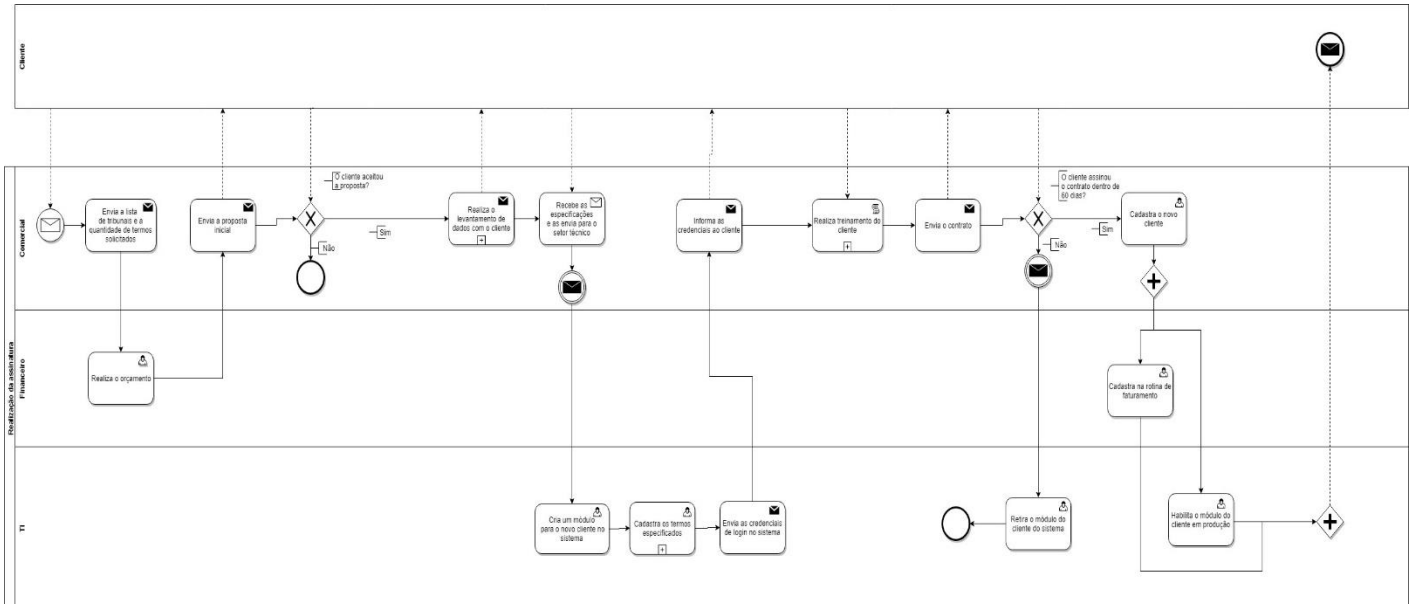 Cliente
Realização da assinatura
Comercial
Envia a lista
de tribunais e a
quantidade de termos
solicitados
Envia a proposta
inicial
O cliente aceitou
a proposta?
Sim
Não
Realiza o
levantamento de
dados com o cliente
Recebe as
especificações
e as envia para o
setor técnico
Informa as
credenciais ao cliente
Realiza treinamento do
cliente
Envia o contrato
O cliente assinou
o contrato dentro de
60 dias?
Sim
Não
Cadastra o novo
cliente
Financeiro
Realiza o orçamento
Cadastra na rotina de
faturamento
TI
Cria um módulo
para o novo cliente no
sistema
Cadastra os termos
especificados
Envia as credenciais
de login no sistema
Retira o módulo do
cliente do sistema
Habilita o módulo do
cliente em produção